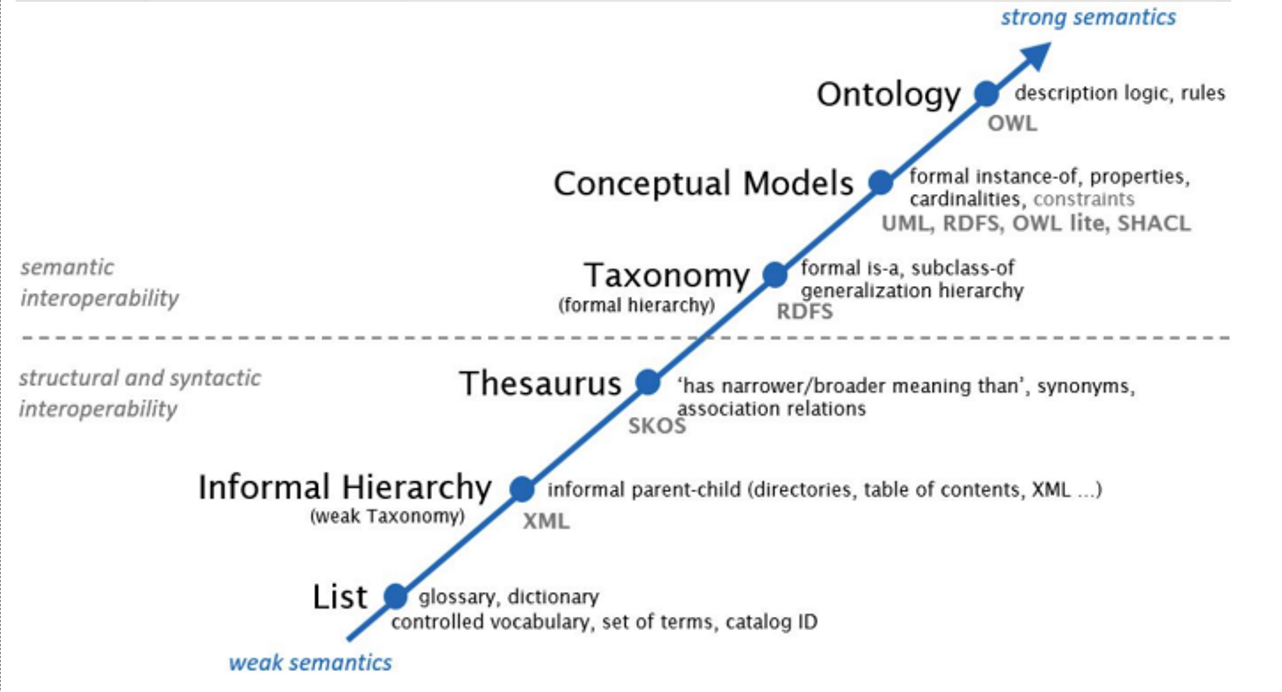 strong semantics
Ontology
description logic, rules
OWL
Conceptual Models
formal instance-of, properties,
cardinalities, constraints
UML, RDFS, OWL lite, SHACL
semantic
interoperability
Taxonomy
(formal hierarchy)
formal is-a, subclass-of
generalization hierarchy
RDFS
structural and syntactic
interoperability
Thesaurus
‘has narrower/broader meaning than’, synonyms,
association relations
SKOS
Informal Hierarchy
(weak Taxonomy)
informal parent-child (directories, table of contents, XML ...)
XML
List
glossary, dictionary
controlled vocabulary, set of terms, catalog ID
weak semantics